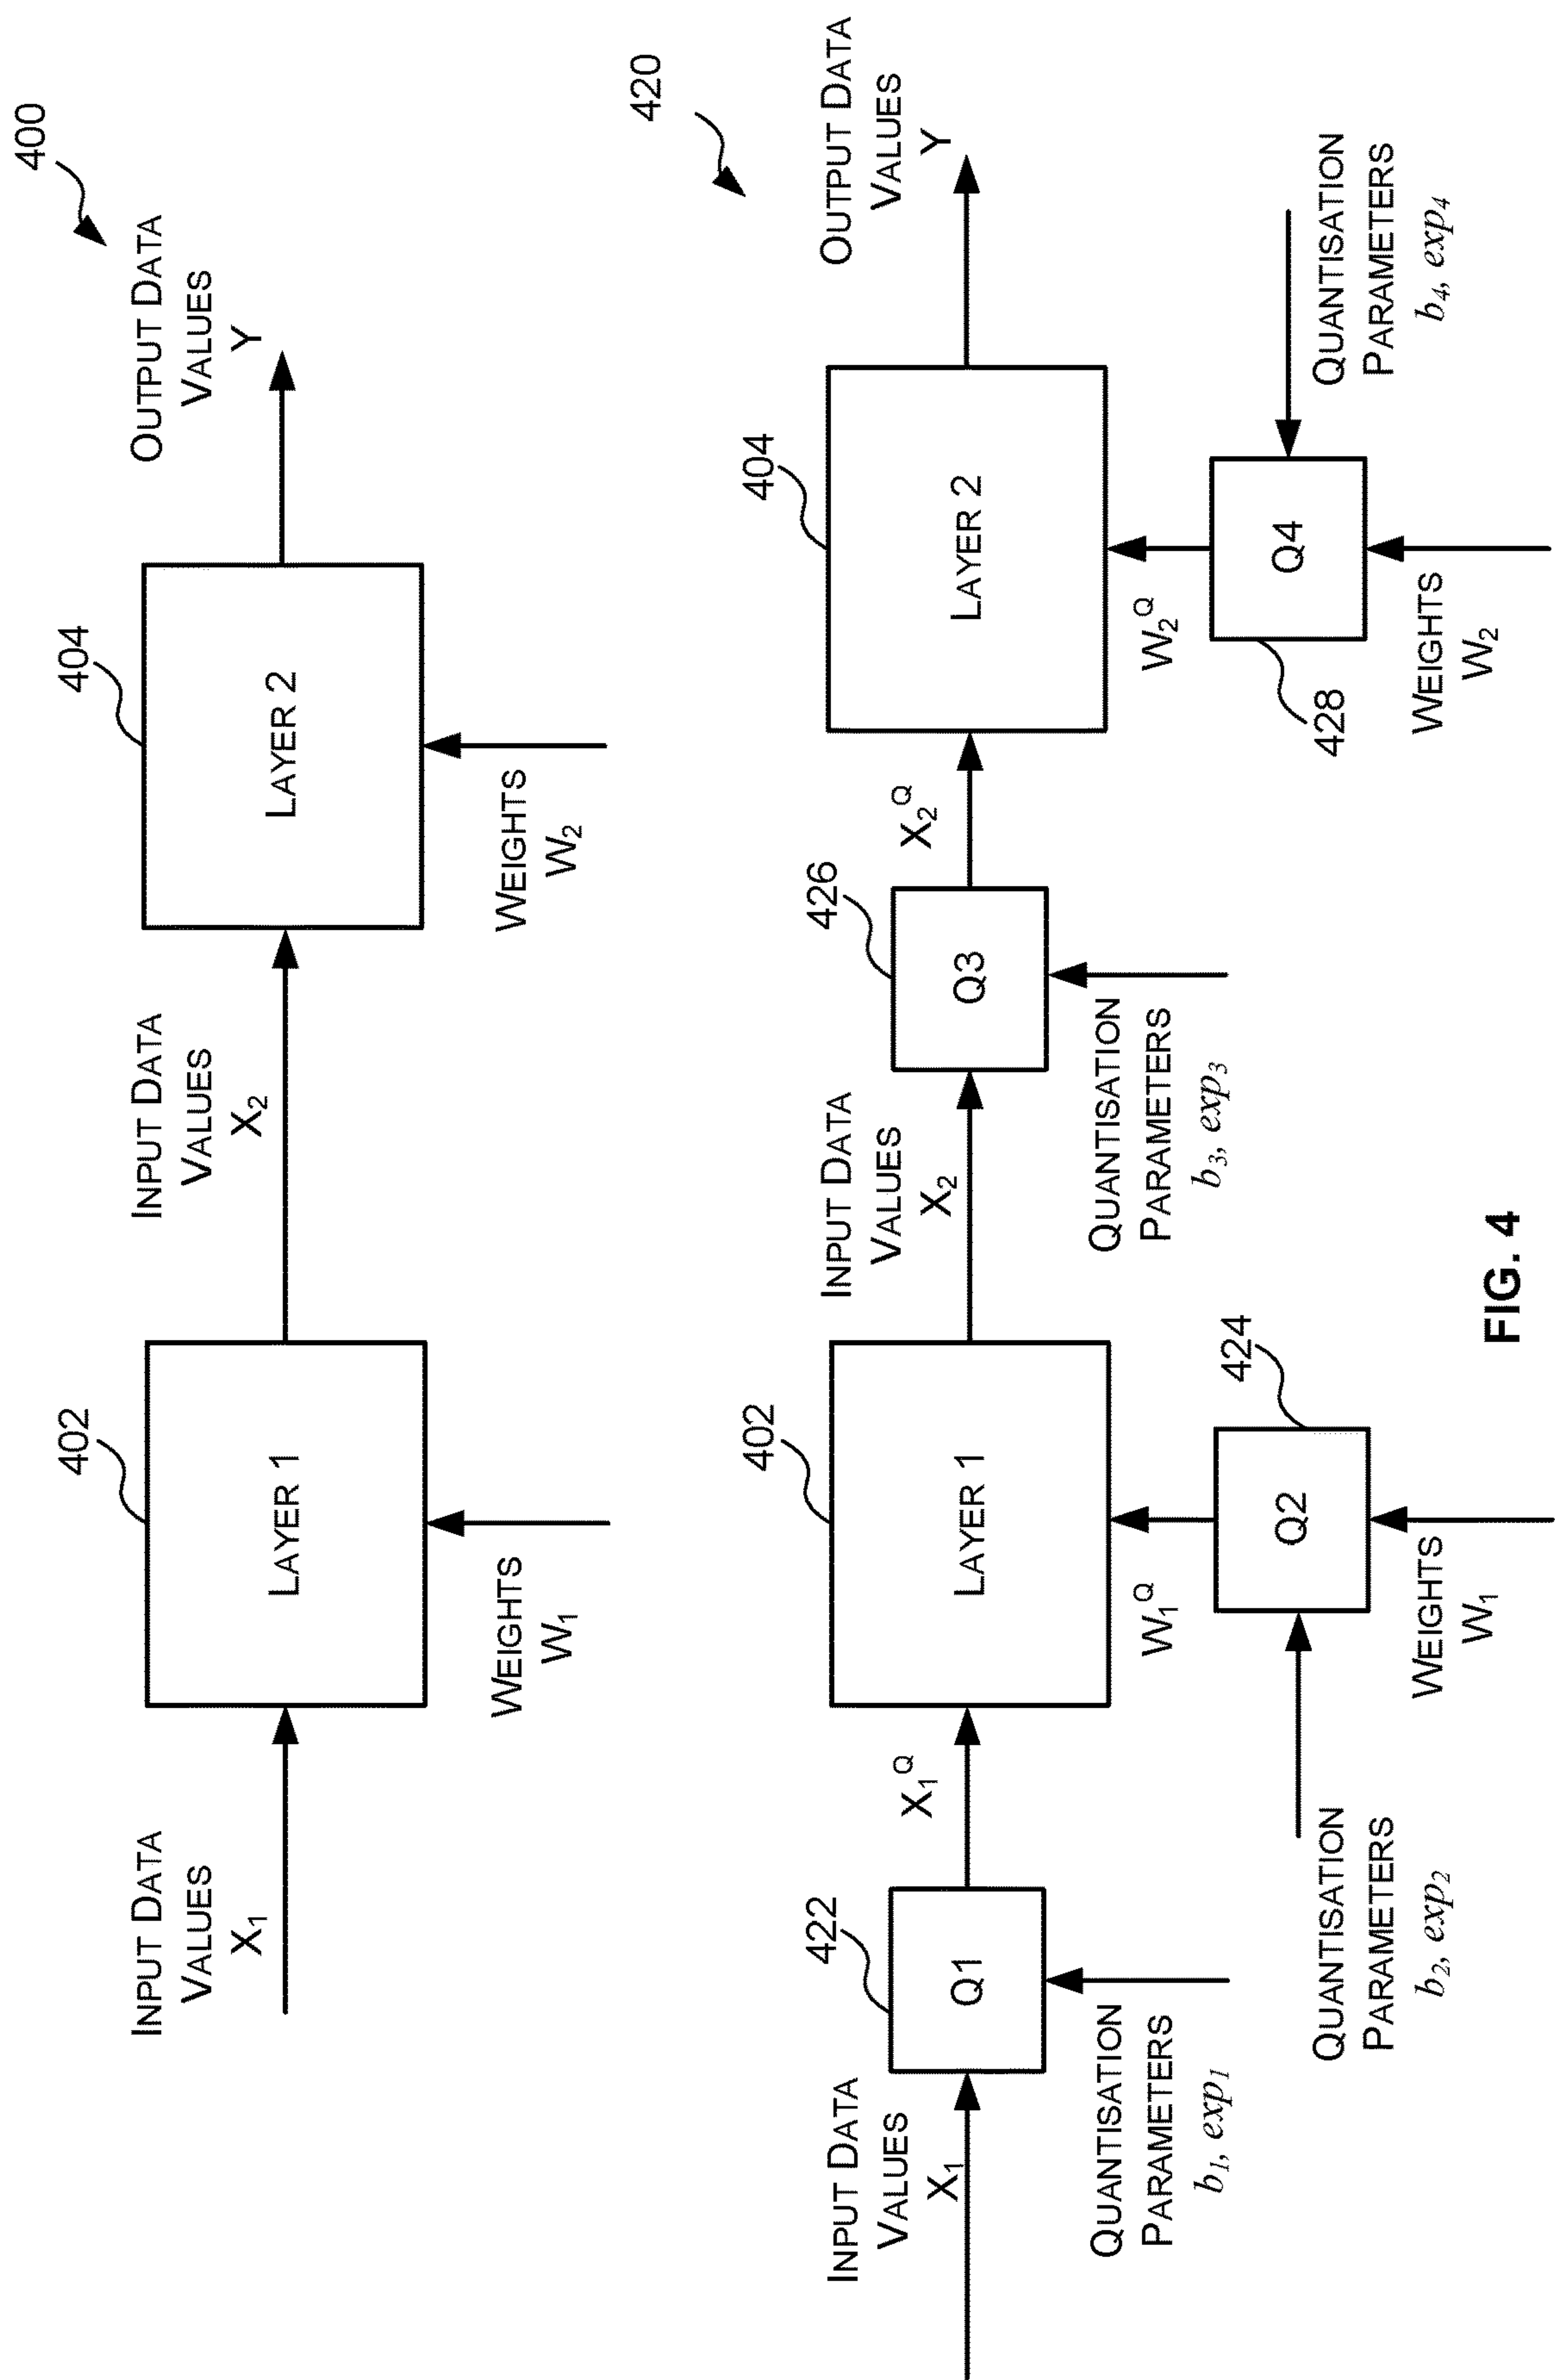 400
INPUT DATA
VALUES
X₁
402
LAYER 1
WEIGHTS
W₁
INPUT DATA
VALUES
X₂
404
LAYER 2
WEIGHTS
W₂
OUTPUT DATA
VALUES
Y
420
INPUT DATA
VALUES
X₁
422
Q1
QUANTISATION
PARAMETERS
b₁, exp₁
X₁Q
402
LAYER 1
W₁Q
424
Q2
QUANTISATION
PARAMETERS
b₂, exp₂
WEIGHTS
W₁
INPUT DATA
VALUES
X₂
426
Q3
QUANTISATION
PARAMETERS
b₃, exp₃
X₂Q
404
LAYER 2
W₂Q
428
Q4
QUANTISATION
PARAMETERS
b₄, exp₄
WEIGHTS
W₂
OUTPUT DATA
VALUES
Y
FIG. 4